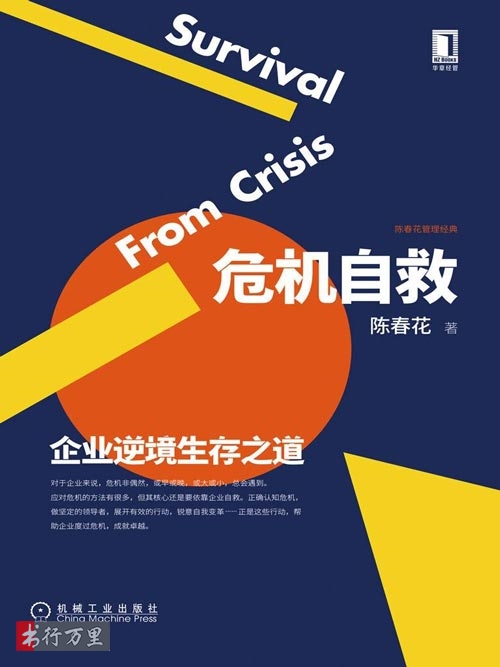 Survival
From Crisis
HZ Books
华章经管
陈春花管理经典
危机自救
陈春花 著
企业逆境生存之道
对于企业来说，危机非偶然，或早或晚，或大或小，总会遇到。
应对危机的方法有很多，但其核心还是要依靠企业自救。正确认知危机，
做坚定的领导者，展开有效的行动，锐意自我变革……正是这些行动，帮
助企业度过危机，成就卓越。
机械工业出版社
China Machine Press
书行万里